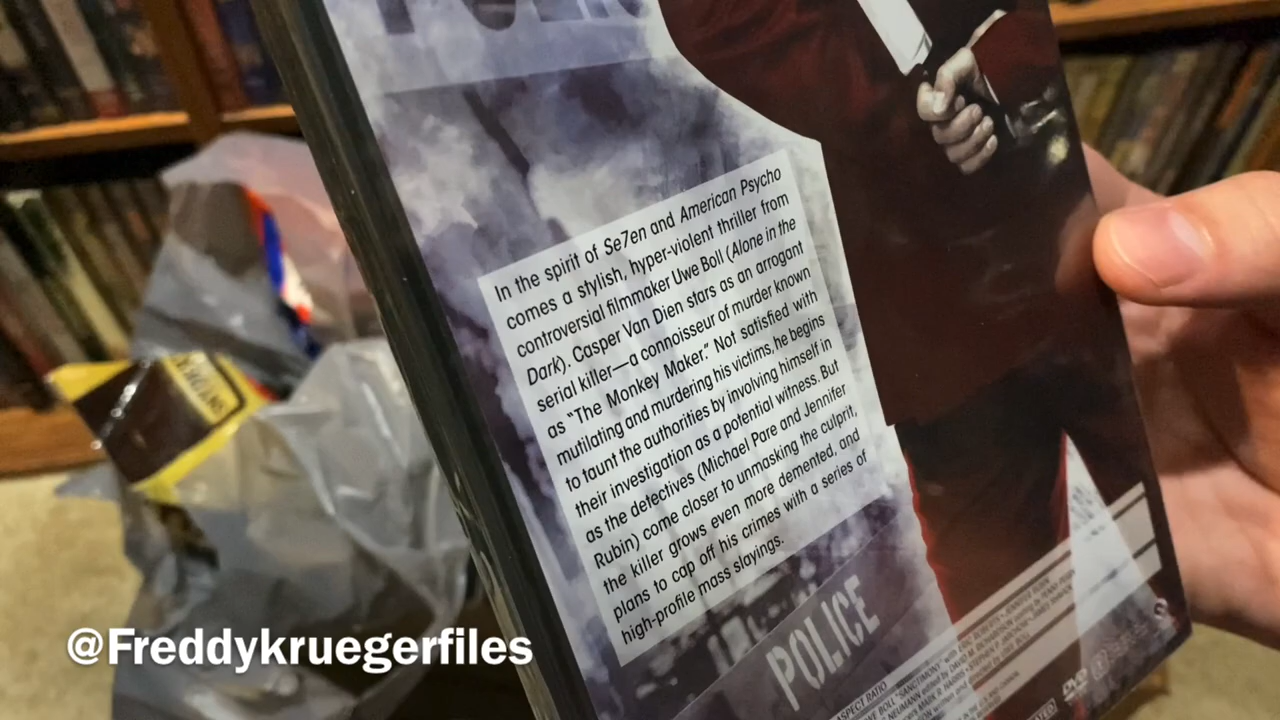 In the spirit of Se7en and American Psycho
comes a stylish, hyper-violent thriller from
controversial filmmaker Uwe Boll (Alone in the
Dark). Casper Van Dien stars as an arrogant
serial killer—a connoisseur of murder known
as “The Monkey Maker.” Not satisfied with
mutilating and murdering his victims, he begins
to taunt the authorities by involving himself in
their investigation as a potential witness. But
as the detectives (Michael Pare and Jennifer
Rubin) come closer to unmasking the culprit,
the killer grows even more demented, and
plans to cap off his crimes with a series of
high-profile mass slayings.
POLICE
ASPECT RATIO
DVD
@Freddykruegerfiles